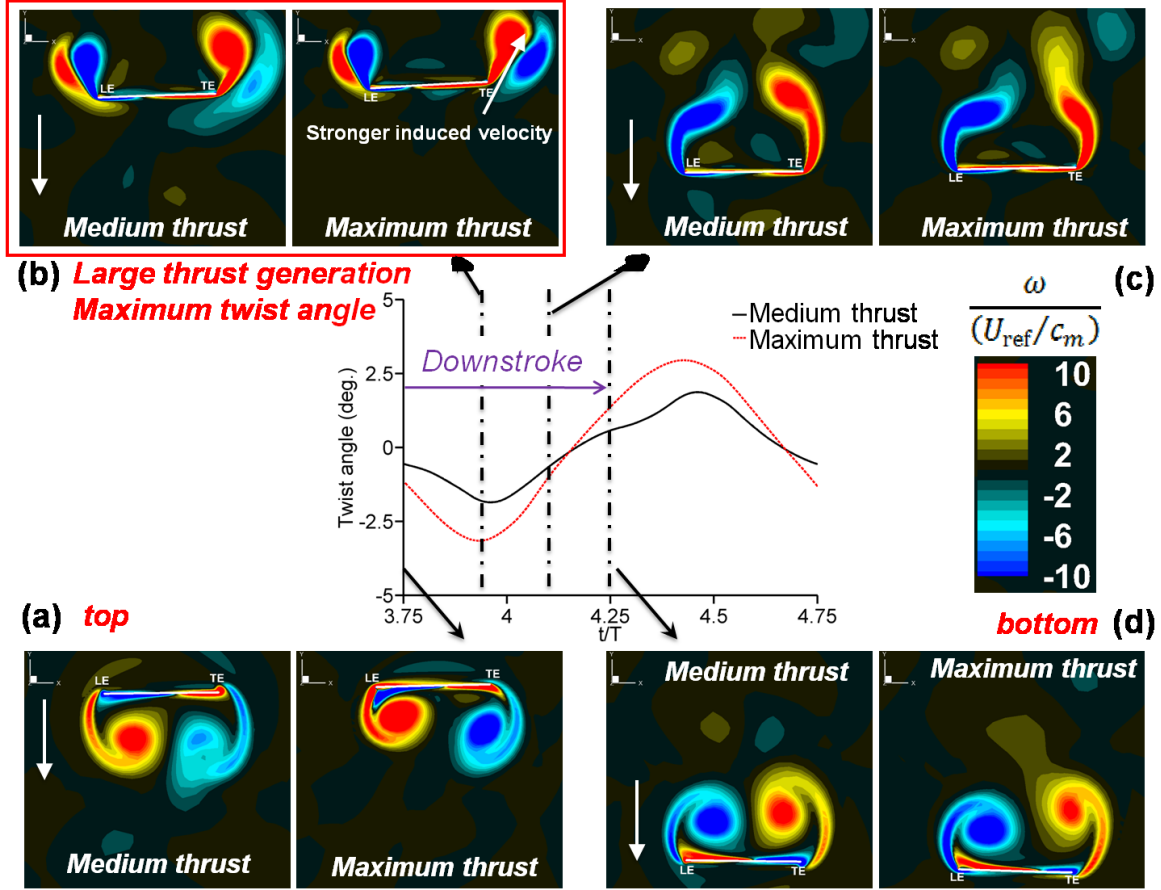 Y
X
Z
LE
TE
Medium thrust
Y
X
Z
LE
TE
Stronger induced velocity
Maximum thrust
Y
X
Z
LE
TE
Medium thrust
Y
X
Z
LE
TE
Maximum thrust
(b) Large thrust generation
Maximum twist angle
(c)
Twist angle (deg.)
5
2.5
0
-2.5
-5
3.75
4
4.25
4.5
4.75
t/T
Downstroke
Medium thrust
Maximum thrust
ω
(U_ref/c_m)
10
6
2
-2
-6
-10
(a) top
bottom (d)
Y
X
Z
LE
TE
Medium thrust
Y
X
Z
LE
TE
Maximum thrust
Y
X
Z
Medium thrust
LE
TE
Y
X
Z
Maximum thrust
LE
TE